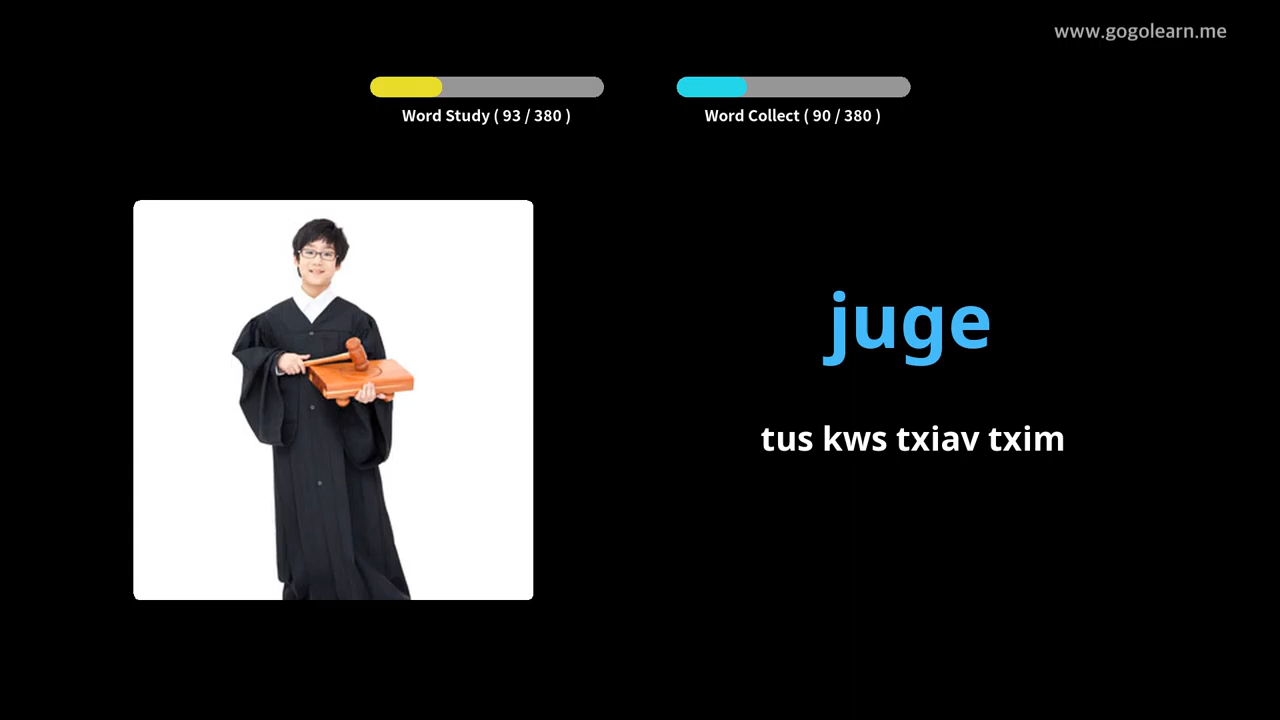 www.gogolearn.me
Word Study ( 93 / 380 )
Word Collect ( 90 / 380 )
juge
tus kws txiav txim